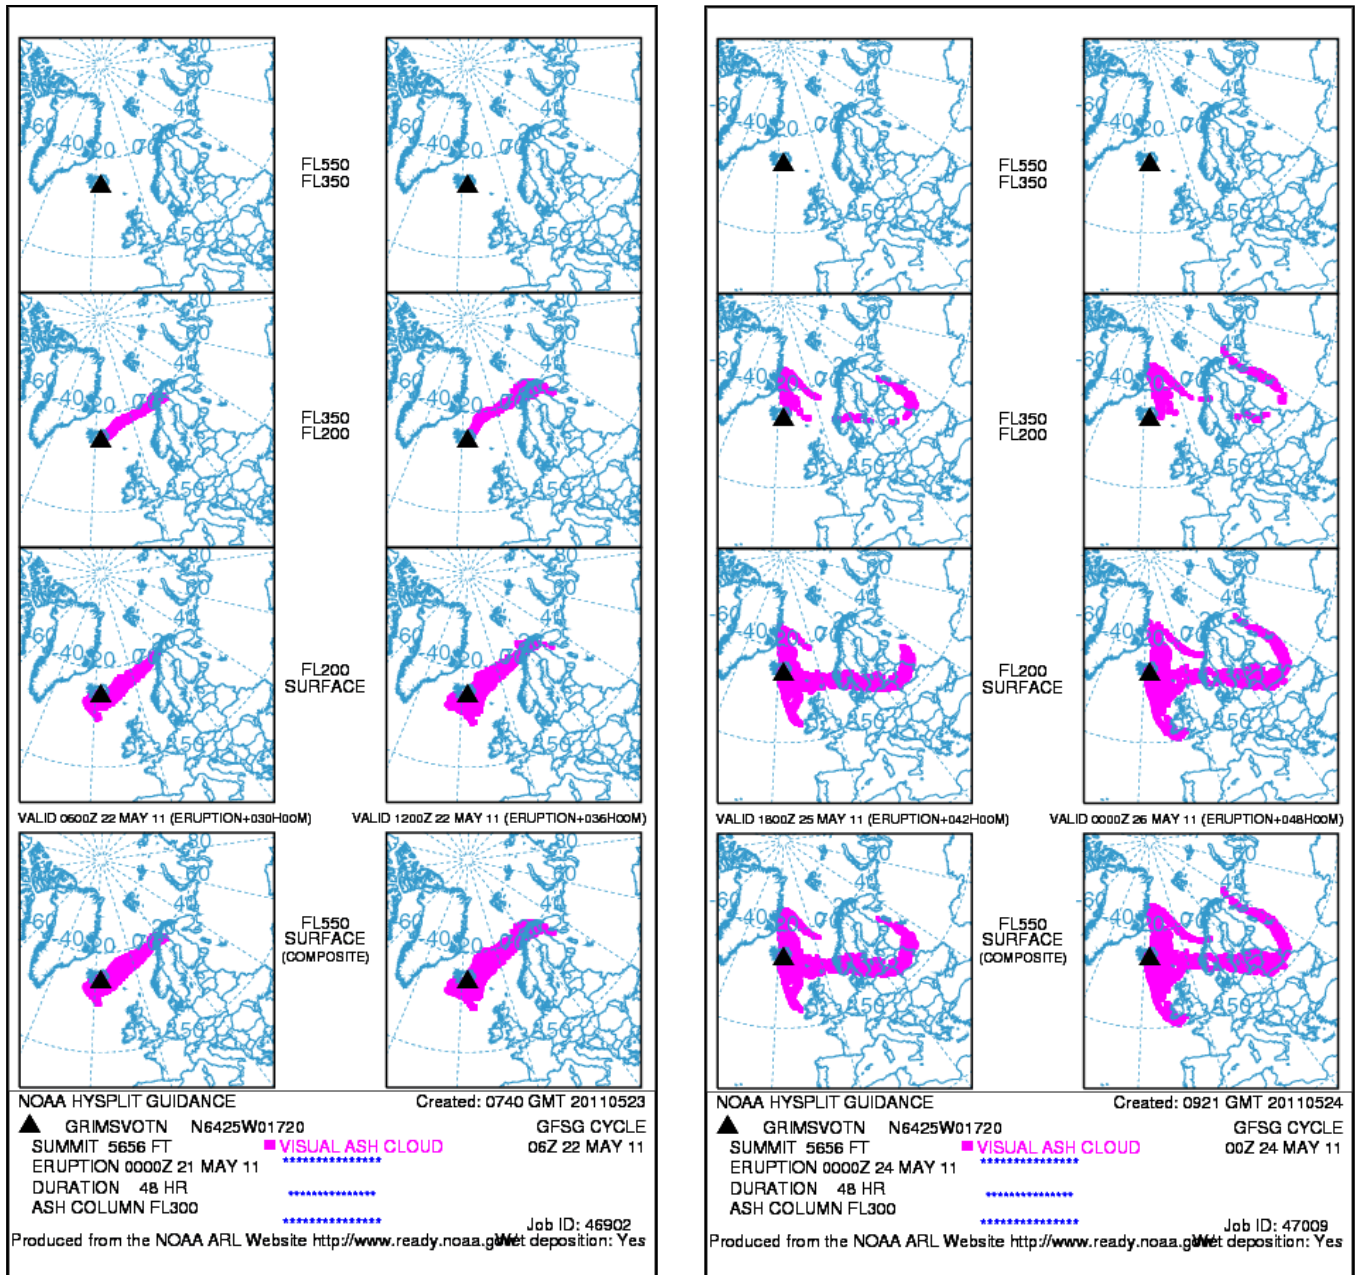 FL550
FL350
FL350
FL200
FL200
SURFACE
VALID 0600Z 22 MAY 11 (ERUPTION+030H00M)
VALID 1200Z 22 MAY 11 (ERUPTION+036H00M)
FL550
SURFACE
(COMPOSITE)
NOAA HYSPLIT GUIDANCE
Created: 0740 GMT 20110523
GRIMSVOTN N6425W01720
GFSG CYCLE
SUMMIT 5656 FT
VISUAL ASH CLOUD
06Z 22 MAY 11
ERUPTION 0000Z 21 MAY 11
***************
DURATION 48 HR
***************
ASH COLUMN FL300
***************
Job ID: 46902
Produced from the NOAA ARL Website http://www.ready.noaa.gov
Wet deposition: Yes
FL550
FL350
FL350
FL200
FL200
SURFACE
VALID 1800Z 25 MAY 11 (ERUPTION+042H00M)
VALID 0000Z 26 MAY 11 (ERUPTION+048H00M)
FL550
SURFACE
(COMPOSITE)
NOAA HYSPLIT GUIDANCE
Created: 0921 GMT 20110524
GRIMSVOTN N6425W01720
GFSG CYCLE
SUMMIT 5656 FT
VISUAL ASH CLOUD
00Z 24 MAY 11
ERUPTION 0000Z 24 MAY 11
***************
DURATION 48 HR
***************
ASH COLUMN FL300
***************
Job ID: 47009
Produced from the NOAA ARL Website http://www.ready.noaa.gov
Wet deposition: Yes